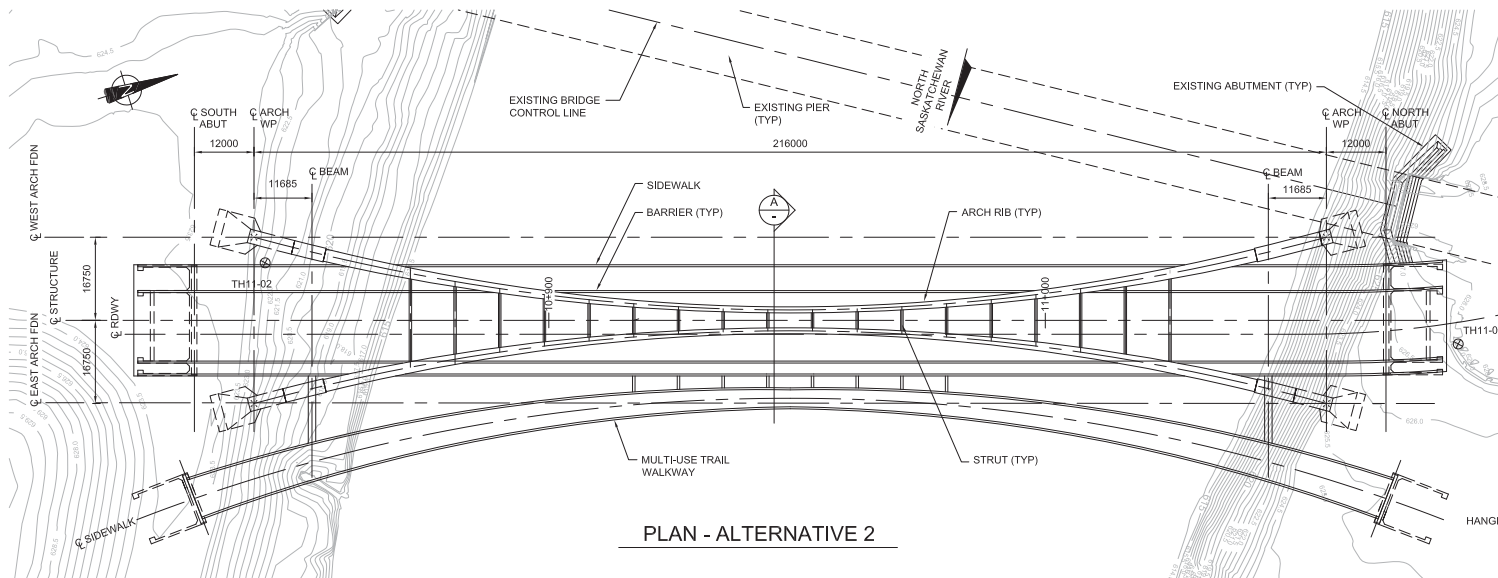 624.5
N
℄ SOUTH
ABUT
℄ ARCH
WP
12000
℄ BEAM
11685
EXISTING BRIDGE
CONTROL LINE
EXISTING PIER
(TYP)
216000
NORTH
SASKATCHEWAN
RIVER
EXISTING ABUTMENT (TYP)
℄ ARCH
WP
℄ NORTH
ABUT
12000
℄ BEAM
11685
SIDEWALK
BARRIER (TYP)
A
-
ARCH RIB (TYP)
℄ WEST ARCH FDN
℄ STRUCTURE
℄ RDWY
℄ EAST ARCH FDN
16750
16750
TH11-02
10+900
11+000
TH11-0
MULTI-USE TRAIL
WALKWAY
STRUT (TYP)
℄ SIDEWALK
HANG
PLAN - ALTERNATIVE 2